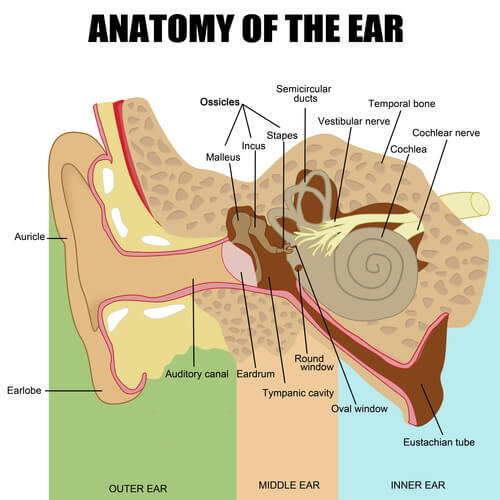 ANATOMY OF THE EAR
Semicircular
ducts
Ossicles
Temporal bone
Vestibular nerve
Stapes
Cochlear nerve
Incus
Cochlea
Malleus
Auricle
Round
window
Auditory canal
Eardrum
Earlobe
Tympanic cavity
Oval window
Eustachian tube
OUTER EAR
MIDDLE EAR
INNER EAR